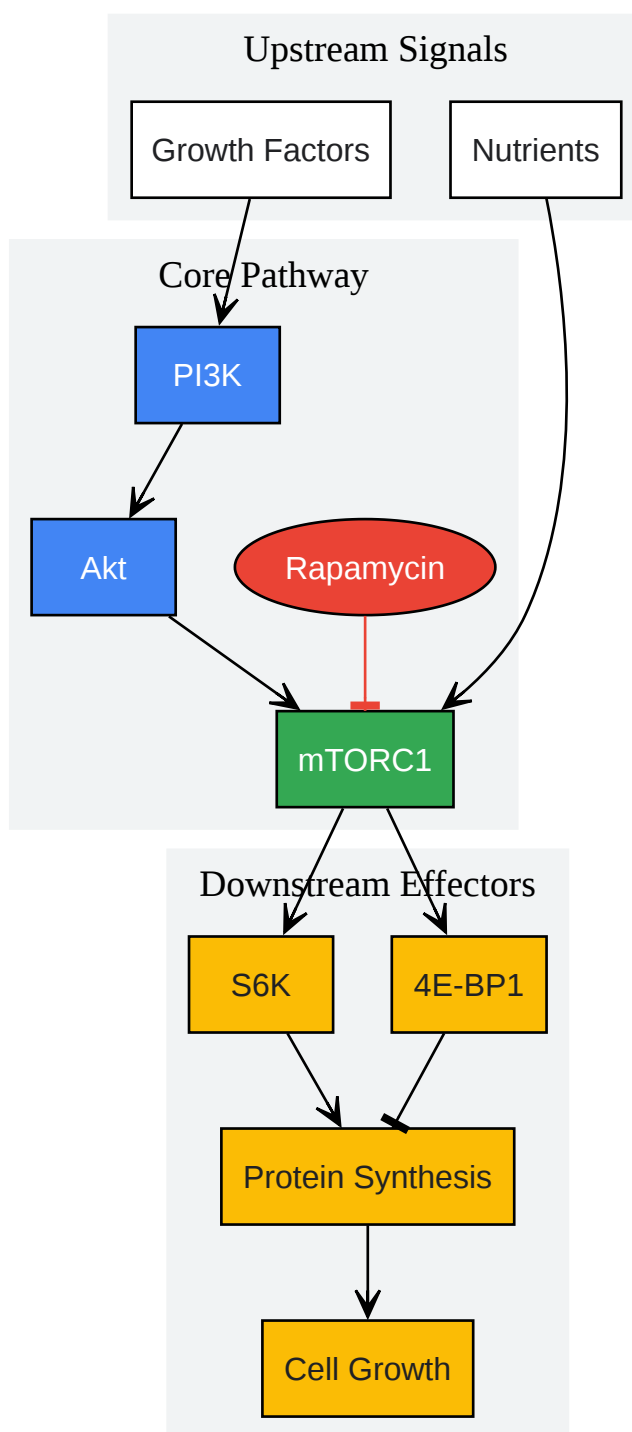 Upstream Signals
Growth Factors
Nutrients
Core Pathway
PI3K
Akt
Rapamycin
mTORC1
Downstream Effectors
S6K
4E-BP1
Protein Synthesis
Cell Growth